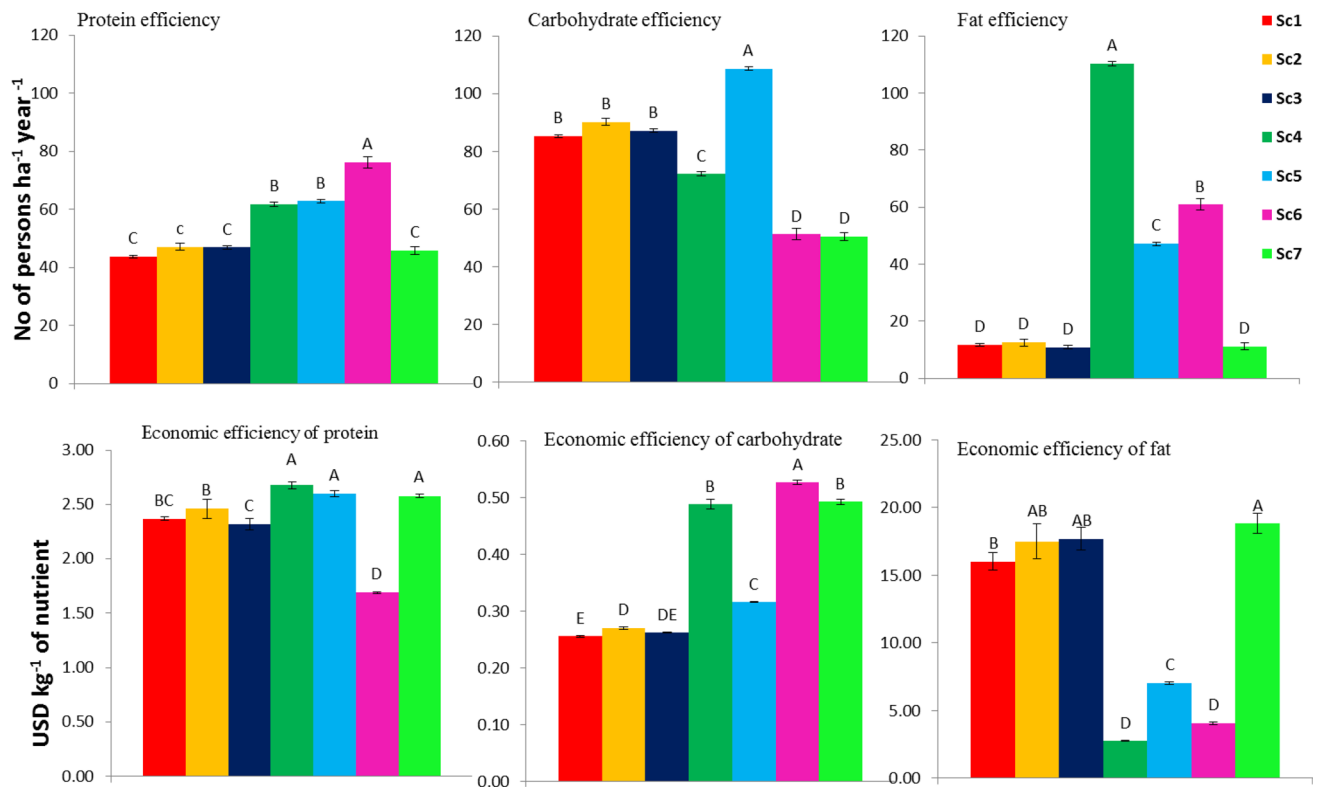 Protein efficiency
Carbohydrate efficiency
Fat efficiency
No of persons ha⁻¹ year ⁻¹
120
100
80
60
40
20
0
C
c
C
B
B
A
C
120
100
80
60
40
20
0
B
B
B
C
A
D
D
120
100
80
60
40
20
0
D
D
D
A
C
B
D
Sc1
Sc2
Sc3
Sc4
Sc5
Sc6
Sc7
Economic efficiency of protein
Economic efficiency of carbohydrate
Economic efficiency of fat
USD kg⁻¹ of nutrient
3.00
2.50
2.00
1.50
1.00
0.50
0.00
BC
B
C
A
A
D
A
0.60
0.50
0.40
0.30
0.20
0.10
0.00
E
D
DE
B
C
A
B
25.00
20.00
15.00
10.00
5.00
0.00
B
AB
AB
D
C
D
A